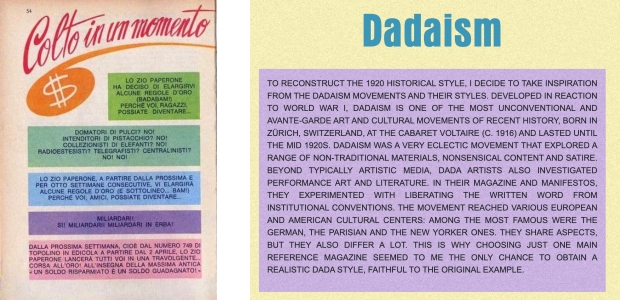 54
Colto in un momento
$
LO ZIO PAPERONE
HA DECISO DI ELARGIRVI
ALCUNE REGOLE D'ORO
(BADABAM!)
PERCHÉ VOI, RAGAZZI,
POSSIATE DIVENTARE...
DOMATORI DI PULCI? NO!
INTENDITORI DI PISTACCHIO? NO!
COLLEZIONISTI DI ELEFANTI? NO!
RADIOESTESISTI? TELEGRAFISTI? CENTRALINISTI?
NO! NO!
LO ZIO PAPERONE, A PARTIRE DALLA PROSSIMA E
PER OTTO SETTIMANE CONSECUTIVE, VI ELARGIRÀ
ALCUNE REGOLE D'ORO (E SOTTOLINEO... BAM!)
PERCHÉ VOI, AMICI, POSSIATE DIVENTARE...
MILIARDARI!
SI! MILIARDARI! MILIARDARI IN ERBA!
DALLA PROSSIMA SETTIMANA, CIOÈ DAL NUMERO 749 DI
TOPOLINO IN EDICOLA A PARTIRE DAL 2 APRILE, LO ZIO
PAPERONE LANCERÀ TUTTI VOI IN UNA TRAVOLGENTE...
CORSA ALL'ORO! ALL'INSEGNA DELLA MASSIMA ANTICA
« UN SOLDO RISPARMIATO È UN SOLDO GUADAGNATO! »
Dadaism
TO RECONSTRUCT THE 1920 HISTORICAL STYLE, I DECIDE TO TAKE INSPIRATION
FROM THE DADAISM MOVEMENTS AND THEIR STYLES. DEVELOPED IN REACTION
TO WORLD WAR I, DADAISM IS ONE OF THE MOST UNCONVENTIONAL AND
AVANTE-GARDE ART AND CULTURAL MOVEMENTS OF RECENT HISTORY, BORN IN
ZÜRICH, SWITZERLAND, AT THE CABARET VOLTAIRE (C. 1916) AND LASTED UNTIL
THE MID 1920S. DADAISM WAS A VERY ECLECTIC MOVEMENT THAT EXPLORED A
RANGE OF NON-TRADITIONAL MATERIALS, NONSENSICAL CONTENT AND SATIRE.
BEYOND TYPICALLY ARTISTIC MEDIA, DADA ARTISTS ALSO INVESTIGATED
PERFORMANCE ART AND LITERATURE. IN THEIR MAGAZINE AND MANIFESTOS,
THEY EXPERIMENTED WITH LIBERATING THE WRITTEN WORD FROM
INSTITUTIONAL CONVENTIONS. THE MOVEMENT REACHED VARIOUS EUROPEAN
AND AMERICAN CULTURAL CENTERS: AMONG THE MOST FAMOUS WERE THE
GERMAN, THE PARISIAN AND THE NEW YORKER ONES. THEY SHARE ASPECTS,
BUT THEY ALSO DIFFER A LOT. THIS IS WHY CHOOSING JUST ONE MAIN
REFERENCE MAGAZINE SEEMED TO ME THE ONLY CHANCE TO OBTAIN A
REALISTIC DADA STYLE, FAITHFUL TO THE ORIGINAL EXAMPLE.